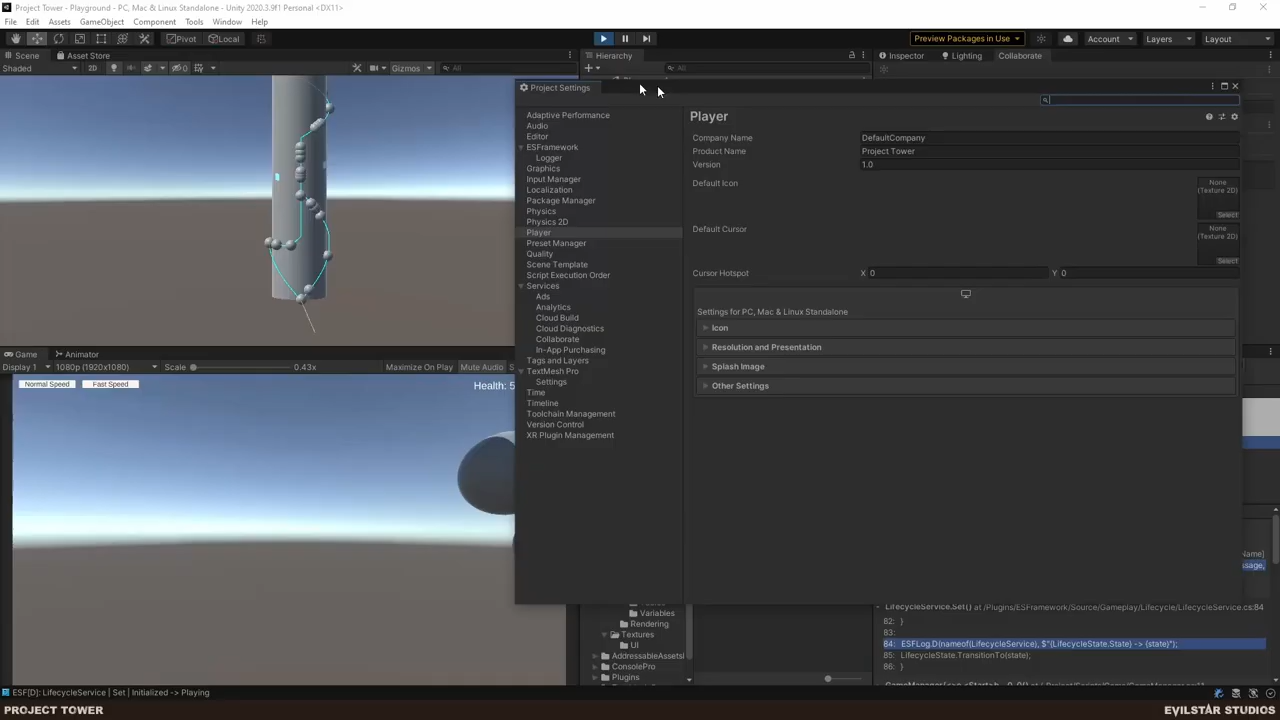 Project Tower - Playground - PC, Mac & Linux Standalone - Unity 2020.3.9f1 Personal <DX11>
File Edit Assets GameObject Component Tools Window Help
Pivot Local
Preview Packages in Use
Account Layers Layout
Scene Asset Store
Hierarchy
Inspector Lighting Collaborate
Shaded 2D 0 Gizmos All
All
Project Settings
Adaptive Performance
Audio
Editor
ESFramework
Logger
Graphics
Input Manager
Localization
Package Manager
Physics
Physics 2D
Player
Preset Manager
Quality
Scene Template
Script Execution Order
Services
Ads
Analytics
Cloud Build
Cloud Diagnostics
Collaborate
In-App Purchasing
Tags and Layers
TextMesh Pro
Settings
Time
Timeline
Toolchain Management
Version Control
XR Plugin Management
Player
Company Name DefaultCompany
Product Name Project Tower
Version 1.0
Default Icon
None
(Texture 2D)
Select
Default Cursor
None
(Texture 2D)
Select
Cursor Hotspot X 0 Y 0
Settings for PC, Mac & Linux Standalone
Icon
Resolution and Presentation
Splash Image
Other Settings
Game Animator
Display 1 1080p (1920x1080) Scale 0.43x Maximize On Play Mute Audio S
Normal Speed Fast Speed
Health: 5
Variables
Rendering
Textures
UI
AddressableAssetsI
ConsolePro
Plugins
Name]
ssage,
LifecycleService.Set() at /Plugins/ESFramework/Source/Gameplay/Lifecycle/LifecycleService.cs:84
82: }
83:
84: ESFLog.D(nameof(LifecycleService), $"{LifecycleState.State} -> {state}");
85: LifecycleState.TransitionTo(state);
86: }
ESF[D]: LifecycleService | Set | Initialized -> Playing
PROJECT TOWER
EVILSTAR STUDIOS